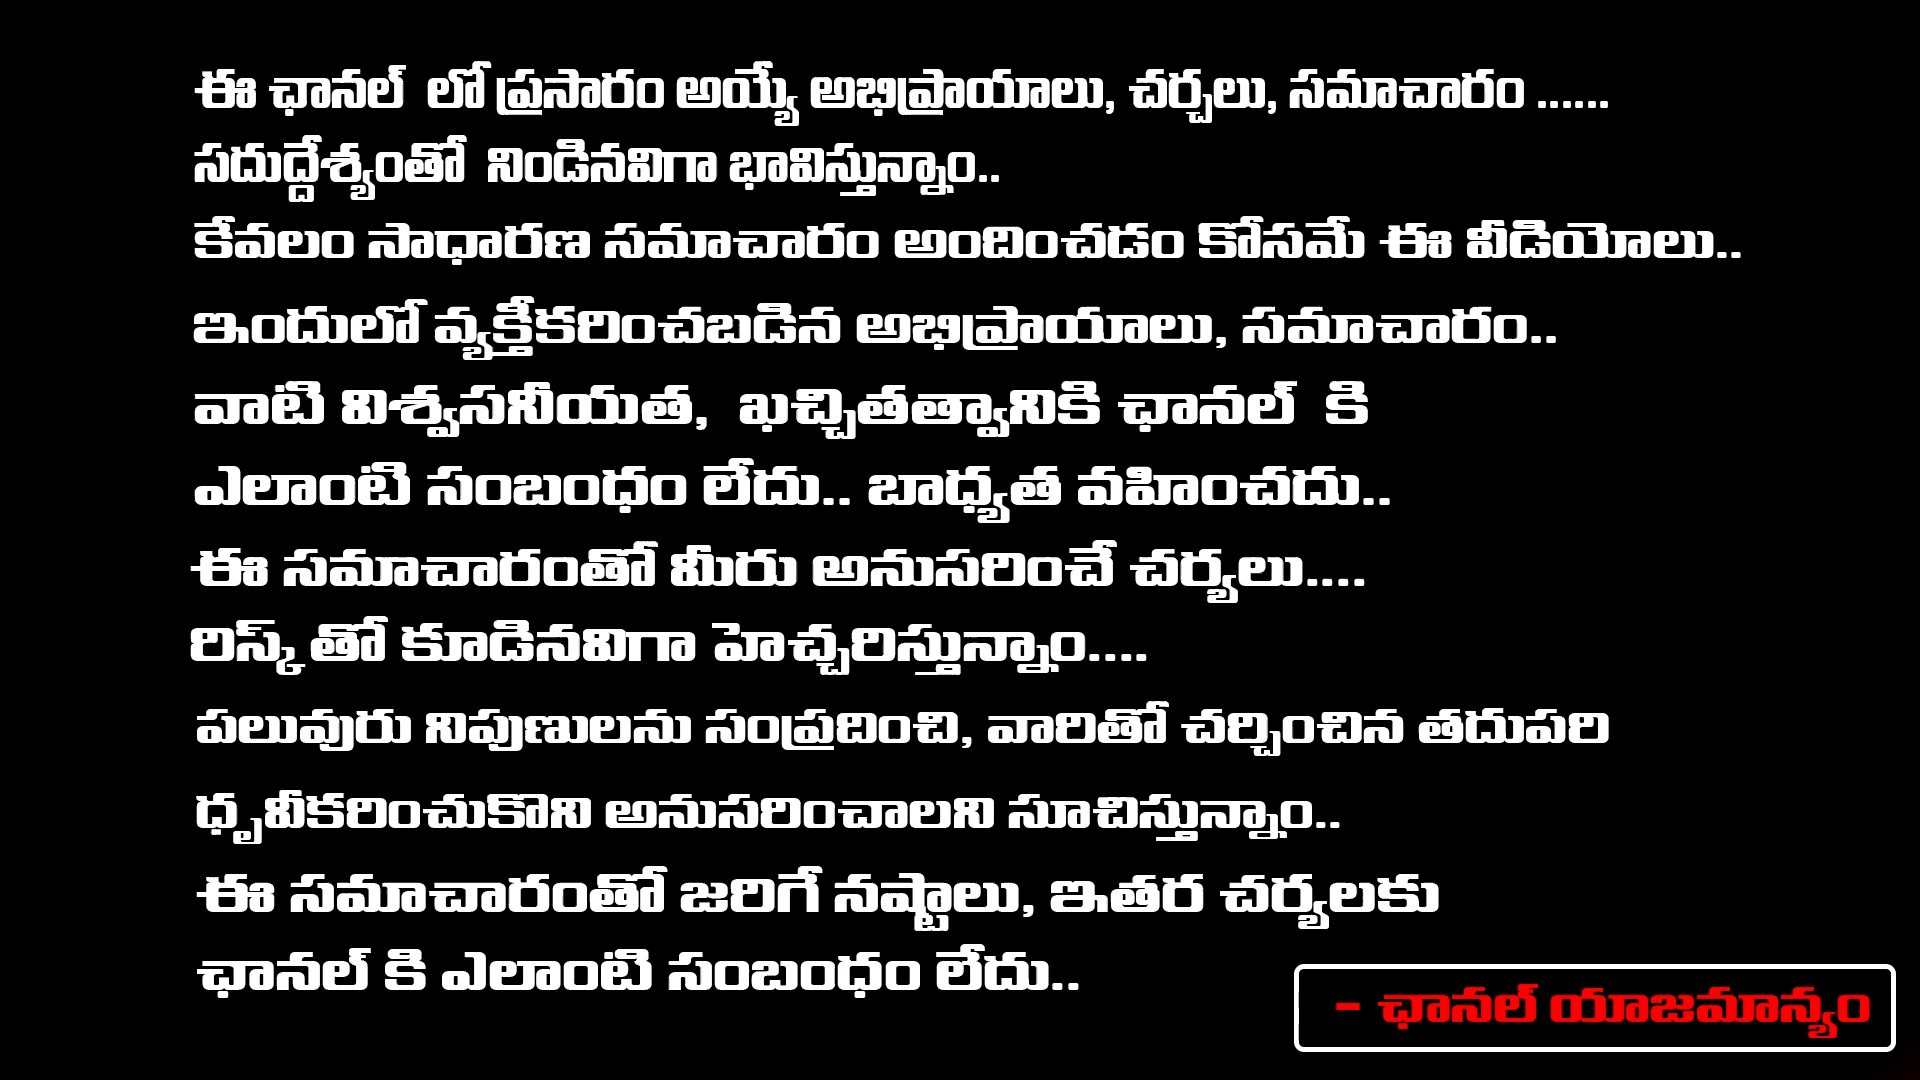 ఈ ఛానల్ లో ప్రసారం అయ్యే అభిప్రాయాలు, చర్చలు, సమాచారం ......
సదుద్దేశ్యంతో నిండినవిగా భావిస్తున్నాం..
కేవలం సాధారణ సమాచారం అందించడం కోసమే ఈ వీడియోలు..
ఇందులో వ్యక్తీకరించబడిన అభిప్రాయాలు, సమాచారం..
వాటి విశ్వసనీయత, ఖచ్చితత్వానికి ఛానల్ కి
ఎలాంటి సంబంధం లేదు.. బాధ్యత వహించదు..
ఈ సమాచారంతో మీరు అనుసరించే చర్యలు....
రిస్క్ తో కూడినవిగా హెచ్చరిస్తున్నాం....
పలువురు నిపుణులను సంప్రదించి, వారితో చర్చించిన తదుపరి
ధృవీకరించుకొని అనుసరించాలని సూచిస్తున్నాం..
ఈ సమాచారంతో జరిగే నష్టాలు, ఇతర చర్యలకు
ఛానల్ కి ఎలాంటి సంబంధం లేదు..
- ఛానల్ యాజమాన్యం